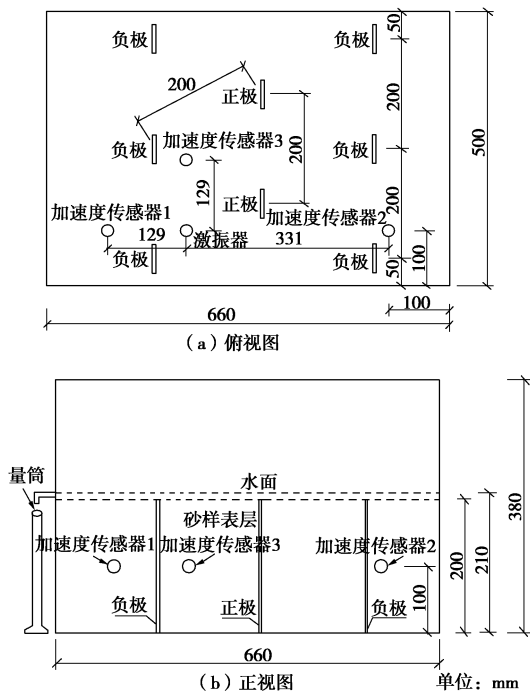 50
负极
负极
200
200
正极
加速度传感器3
负极
负极
200
500
129
正极
200
加速度传感器1
加速度传感器2
129
激振器
331
100
负极
负极
50
100
660
(a)俯视图
量筒
水面
380
砂样表层
加速度传感器1
加速度传感器3
加速度传感器2
200
210
100
负极
正极
负极
660
(b)正视图
单位：mm